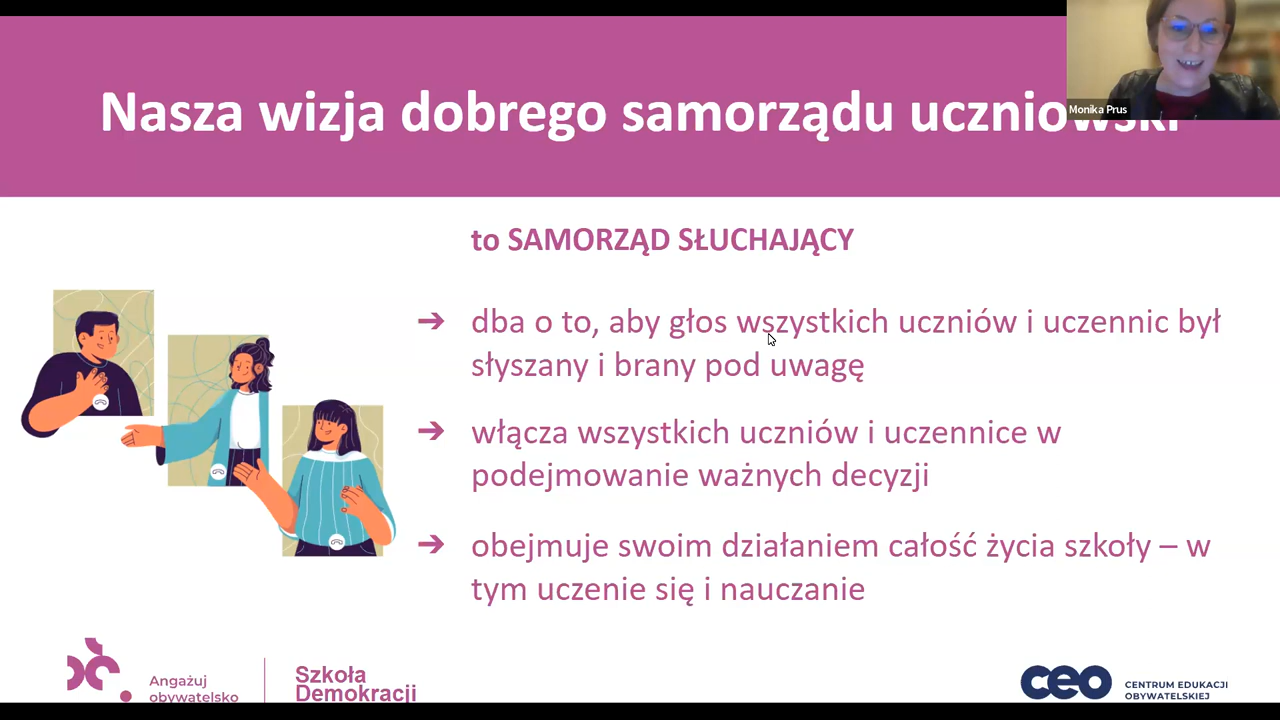 Nasza wizja dobrego samorządu uczniowski
Monika Prus
to SAMORZĄD SŁUCHAJĄCY
➔ dba o to, aby głos wszystkich uczniów i uczennic był
słyszany i brany pod uwagę
➔ włącza wszystkich uczniów i uczennice w
podejmowanie ważnych decyzji
➔ obejmuje swoim działaniem całość życia szkoły – w
tym uczenie się i nauczanie
Angażuj
obywatelsko
Szkoła
Demokracji
ceo
CENTRUM EDUKACJI
OBYWATELSKIEJ